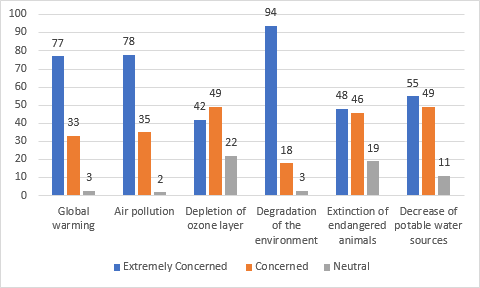 100
90
80
70
60
50
40
30
20
10
0
77
33
3
78
35
2
42
49
22
94
18
3
48
46
19
55
49
11
Global
warming
Air pollution
Depletion of
ozone layer
Degradation of
the environment
Extinction of
endangered
animals
Decrease of
potable water
sources
Extremely Concerned
Concerned
Neutral